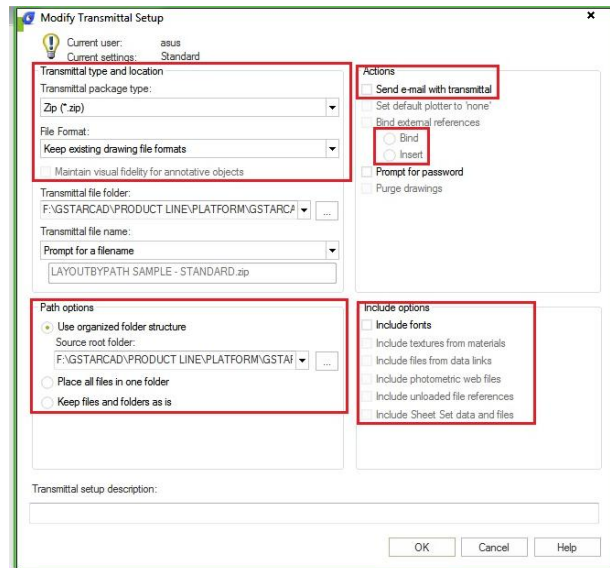 Modify Transmittal Setup
Current user: asus
Current settings: Standard
Transmittal type and location
Transmittal package type:
Zip (*.zip)
File Format:
Keep existing drawing file formats
Maintain visual fidelity for annotative objects
Transmittal file folder:
F:\GSTARCAD\PRODUCT LINE\PLATFORM\GSTARCA
...
Transmittal file name:
Prompt for a filename
LAYOUTBYPATH SAMPLE - STANDARD.zip
Actions
Send e-mail with transmittal
Set default plotter to 'none'
Bind external references
Bind
Insert
Prompt for password
Purge drawings
Path options
Use organized folder structure
Source root folder:
F:\GSTARCAD\PRODUCT LINE\PLATFORM\GSTAF
...
Place all files in one folder
Keep files and folders as is
Include options
Include fonts
Include textures from materials
Include files from data links
Include photometric web files
Include unloaded file references
Include Sheet Set data and files
Transmittal setup description:
OK Cancel Help